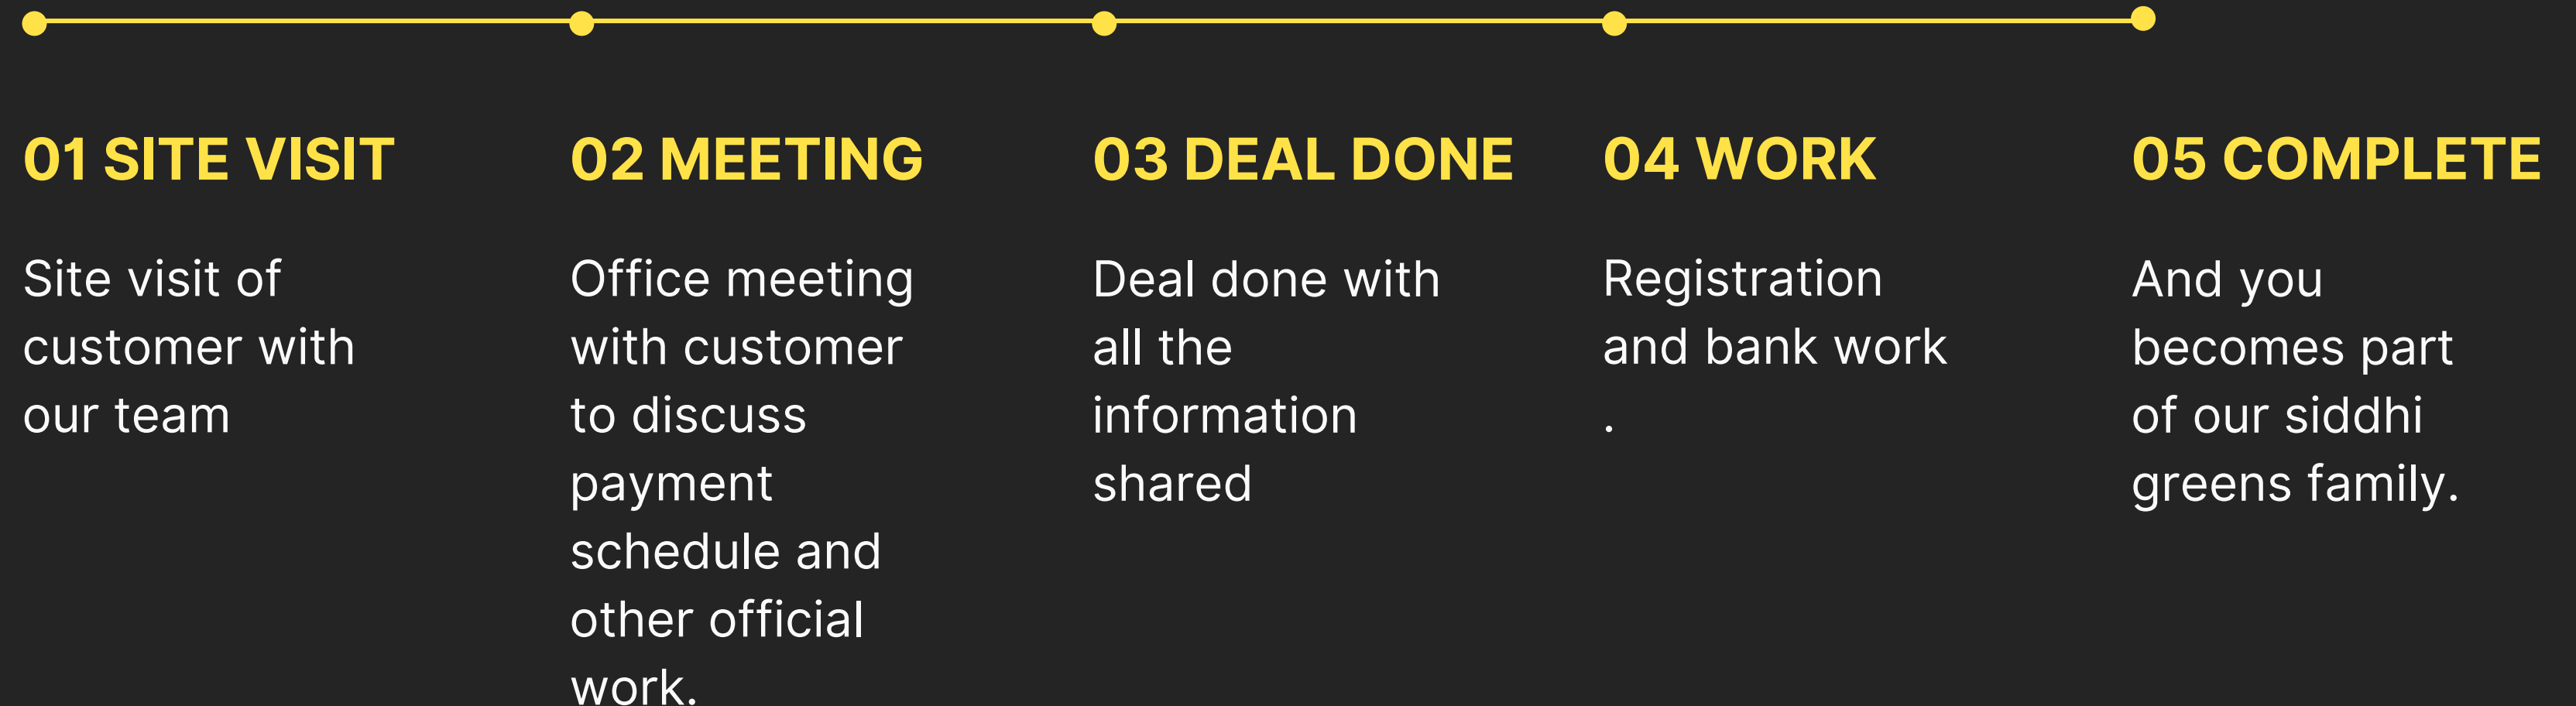 01 SITE VISIT
Site visit of
customer with
our team
02 MEETING
Office meeting
with customer
to discuss
payment
schedule and
other official
work.
03 DEAL DONE
Deal done with
all the
information
shared
04 WORK
Registration
and bank work
.
05 COMPLETE
And you
becomes part
of our siddhi
greens family.